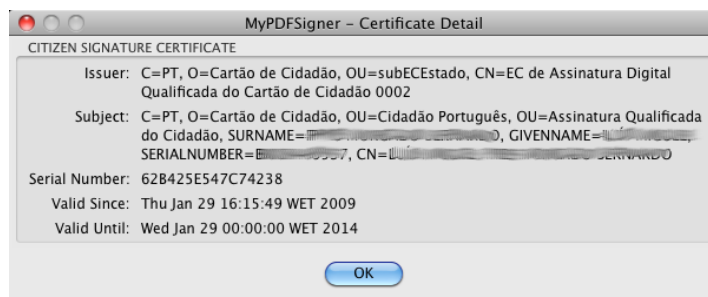 MyPDFSigner – Certificate Detail
CITIZEN SIGNATURE CERTIFICATE
Issuer: C=PT, O=Cartão de Cidadão, OU=subECEstado, CN=EC de Assinatura Digital
Qualificada do Cartão de Cidadão 0002
Subject: C=PT, O=Cartão de Cidadão, OU=Cidadão Português, OU=Assinatura Qualificada
do Cidadão, SURNAME= , GIVENNAME=
SERIALNUMBER= , CN=
Serial Number: 62B425E547C74238
Valid Since: Thu Jan 29 16:15:49 WET 2009
Valid Until: Wed Jan 29 00:00:00 WET 2014
OK